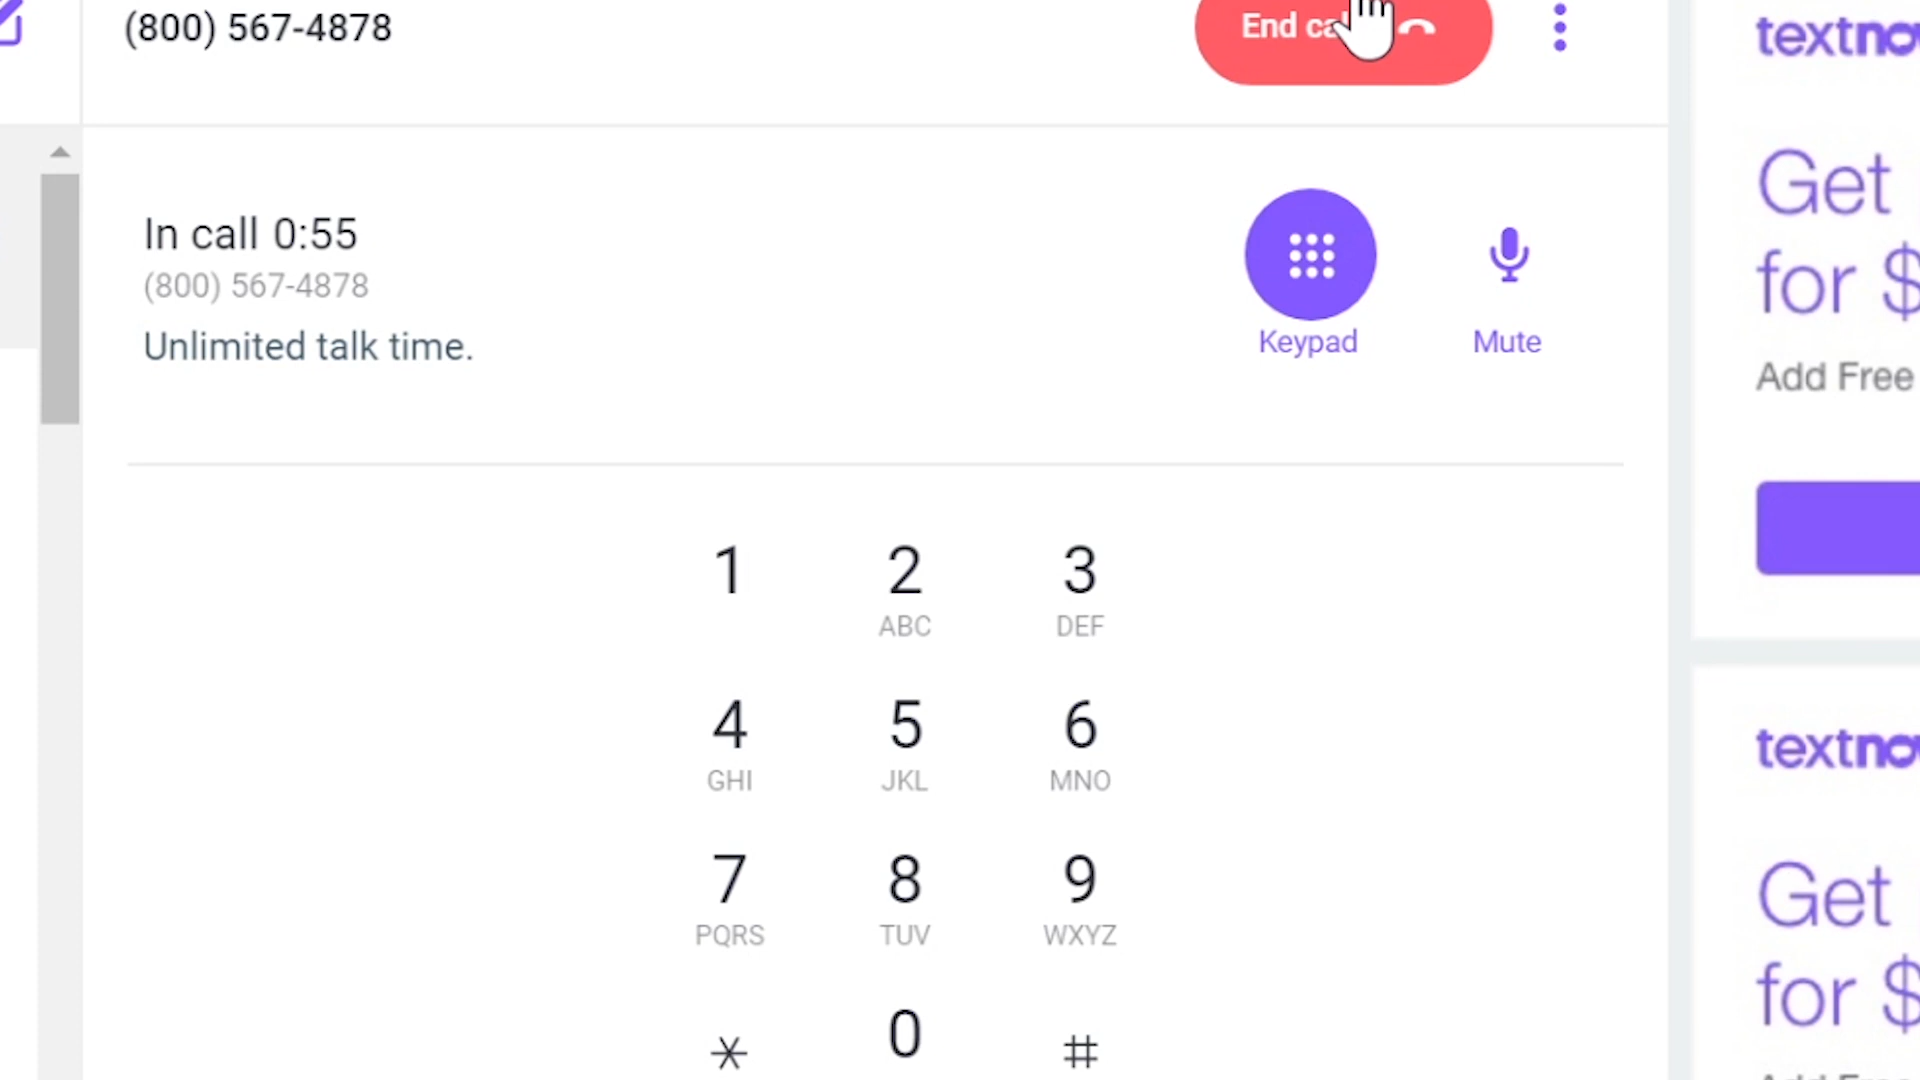 (800) 567-4878
End
In call 0:55
(800) 567-4878
Unlimited talk time.
Keypad
Mute
1
2
ABC
3
DEF
4
GHI
5
JKL
6
MNO
7
PQRS
8
TUV
9
WXYZ
*
0
#
textno
Get
for $
Add Free
textno
Get
for $